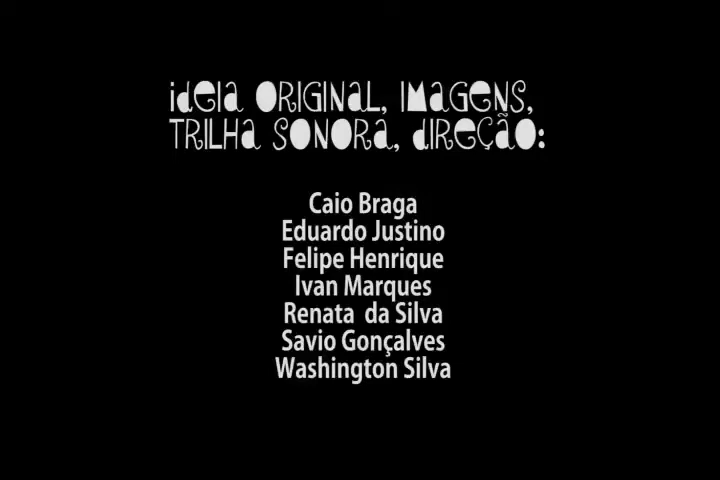 ideia ORIGINAL, IMAGENS,
TRILHA SONORA, direção:
Caio Braga
Eduardo Justino
Felipe Henrique
Ivan Marques
Renata da Silva
Savio Gonçalves
Washington Silva